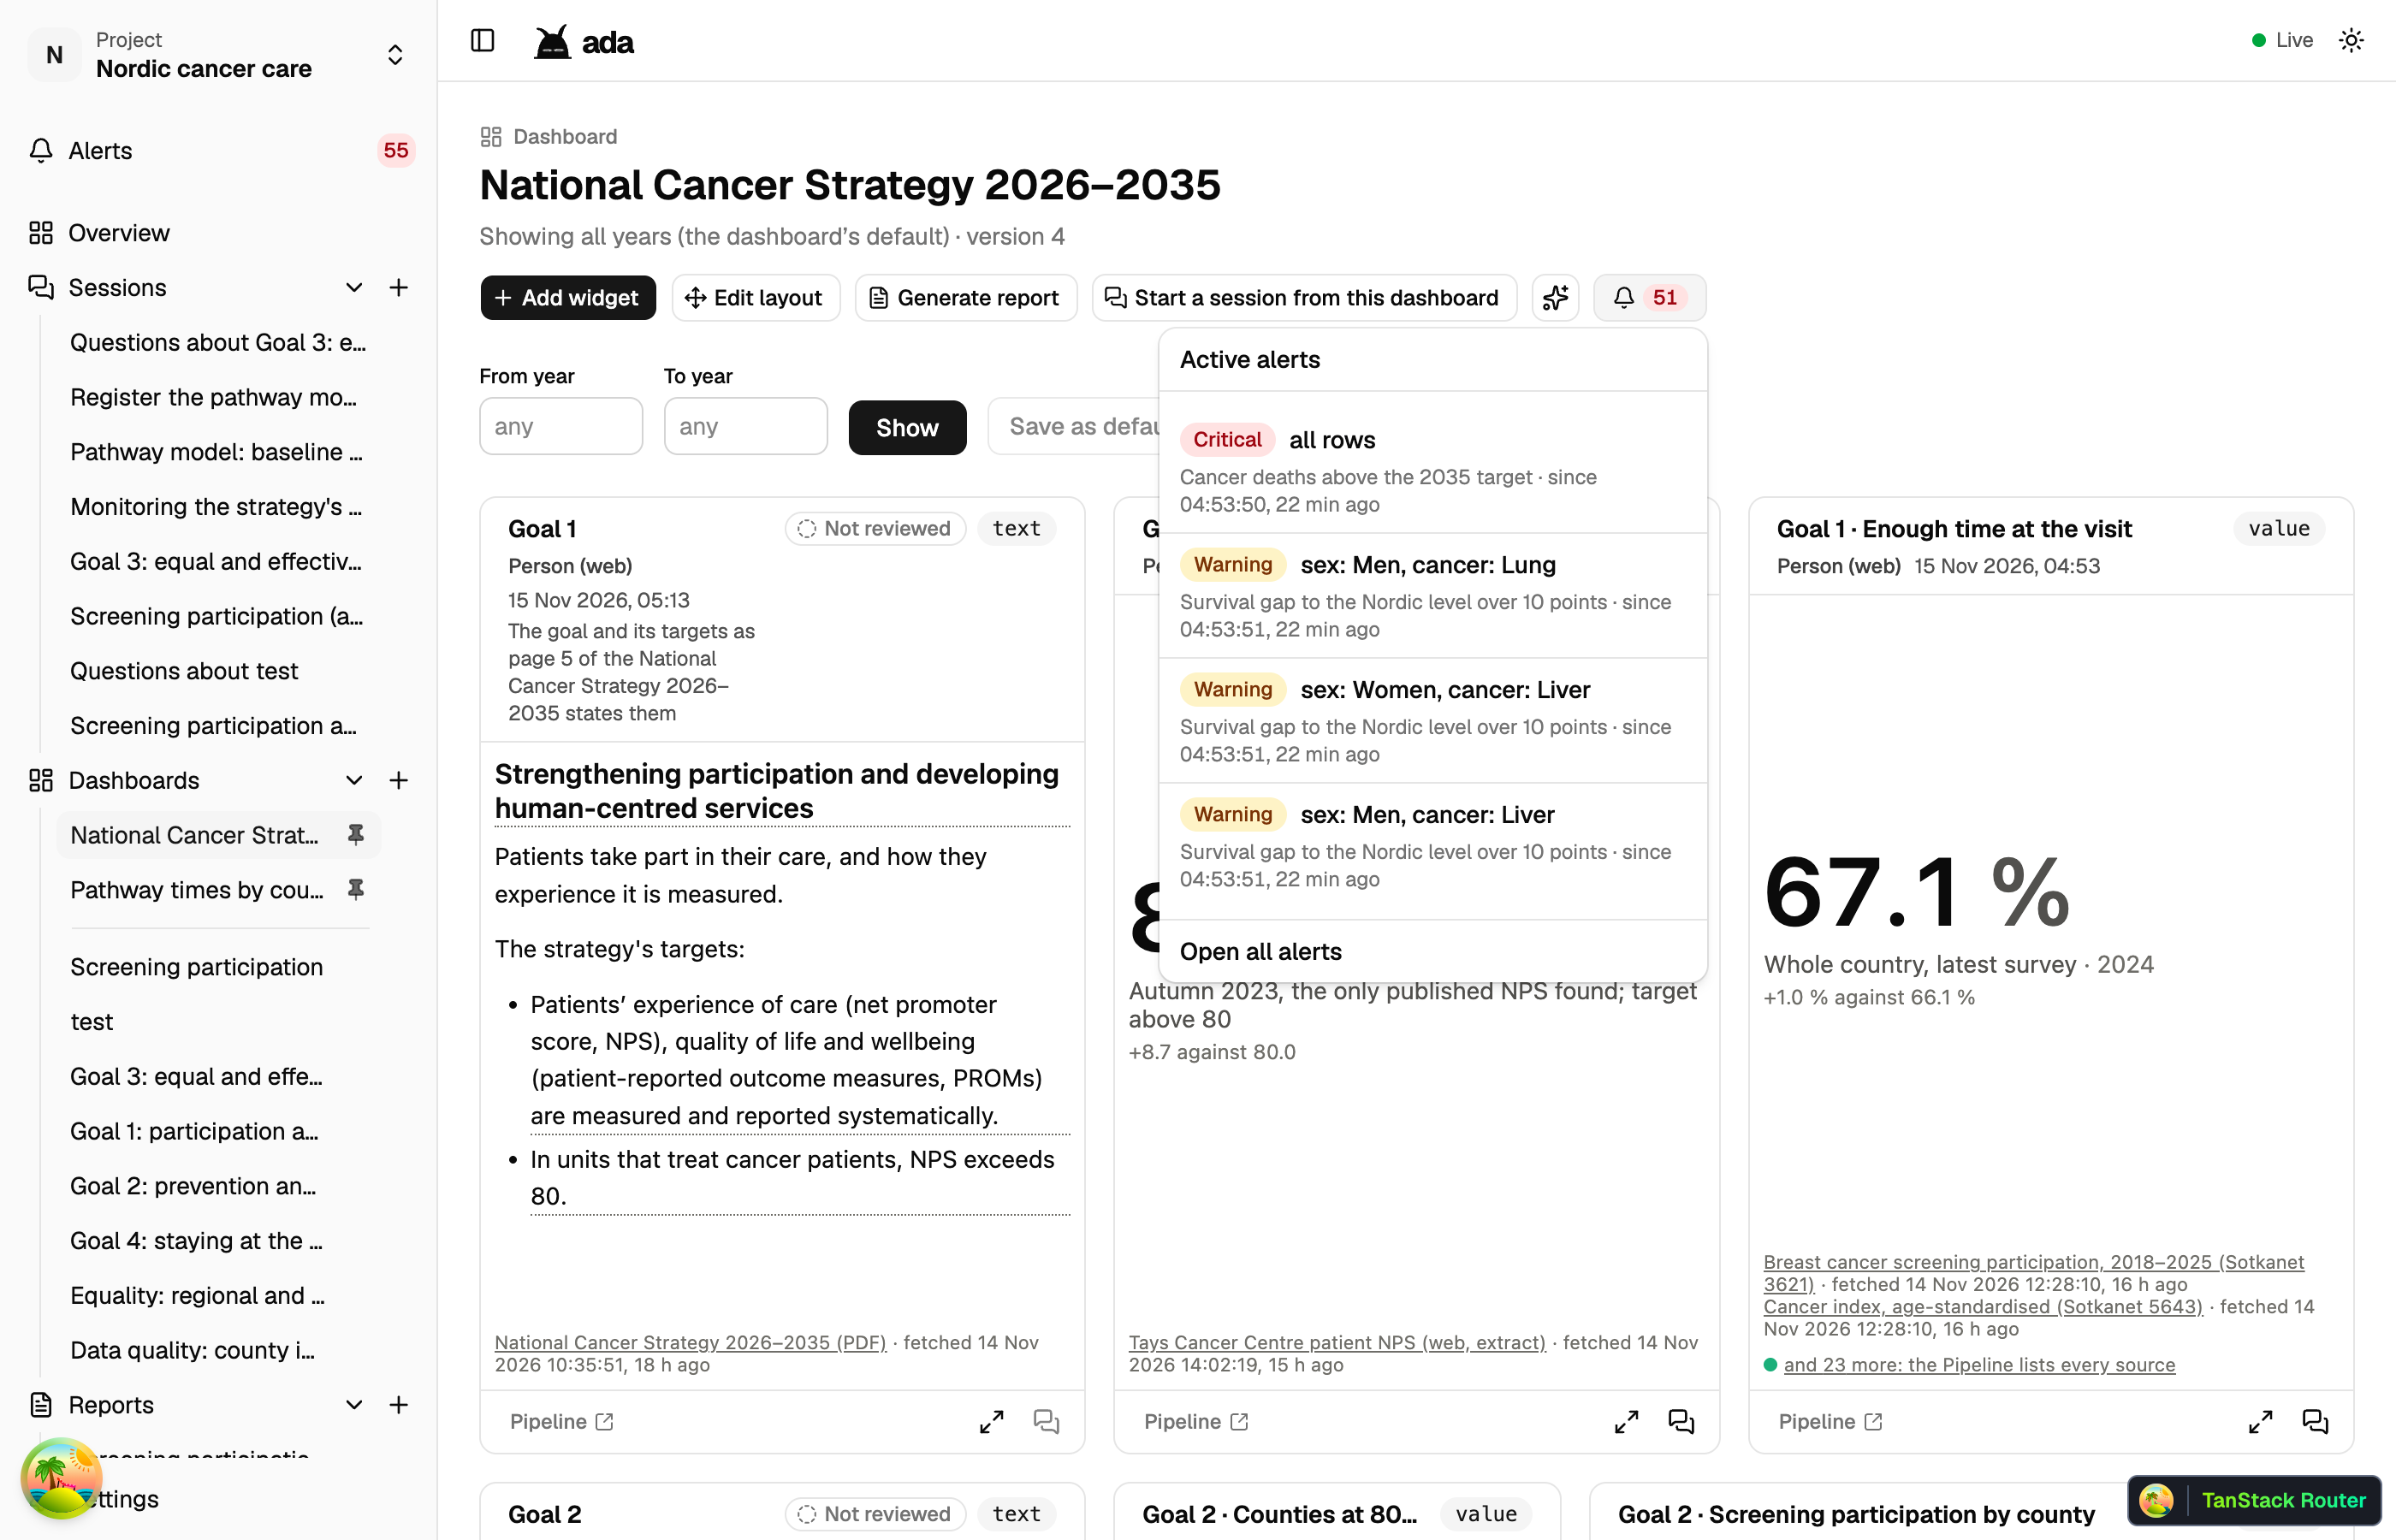 N
Project
Nordic cancer care
Alerts
55
Overview
Sessions
Questions about Goal 3: e...
Register the pathway mo...
Pathway model: baseline ...
Monitoring the strategy's ...
Goal 3: equal and effectiv...
Screening participation (a...
Questions about test
Screening participation a...
Dashboards
National Cancer Strat...
Pathway times by cou...
Screening participation
test
Goal 3: equal and effe...
Goal 1: participation a...
Goal 2: prevention an...
Goal 4: staying at the ...
Equality: regional and ...
Data quality: county i...
Reports
ttings
ada
Live
Dashboard
National Cancer Strategy 2026–2035
Showing all years (the dashboard’s default) · version 4
Add widget
Edit layout
Generate report
Start a session from this dashboard
51
From year
To year
any
any
Show
Save as defau
Active alerts
Critical all rows
Cancer deaths above the 2035 target · since
04:53:50, 22 min ago
Warning sex: Men, cancer: Lung
Survival gap to the Nordic level over 10 points · since
04:53:51, 22 min ago
Warning sex: Women, cancer: Liver
Survival gap to the Nordic level over 10 points · since
04:53:51, 22 min ago
Warning sex: Men, cancer: Liver
Survival gap to the Nordic level over 10 points · since
04:53:51, 22 min ago
Open all alerts
Goal 1
Not reviewed
text
Person (web)
15 Nov 2026, 05:13
The goal and its targets as
page 5 of the National
Cancer Strategy 2026–
2035 states them
Strengthening participation and developing
human-centred services
Patients take part in their care, and how they
experience it is measured.
The strategy's targets:
• Patients’ experience of care (net promoter
score, NPS), quality of life and wellbeing
(patient-reported outcome measures, PROMs)
are measured and reported systematically.
• In units that treat cancer patients, NPS exceeds
80.
National Cancer Strategy 2026–2035 (PDF) · fetched 14 Nov
2026 10:35:51, 18 h ago
Pipeline
Autumn 2023, the only published NPS found; target
above 80
+8.7 against 80.0
Tays Cancer Centre patient NPS (web, extract) · fetched 14 Nov
2026 14:02:19, 15 h ago
Pipeline
Goal 1 · Enough time at the visit
value
Person (web) 15 Nov 2026, 04:53
67.1 %
Whole country, latest survey · 2024
+1.0 % against 66.1 %
Breast cancer screening participation, 2018–2025 (Sotkanet
3621) · fetched 14 Nov 2026 12:28:10, 16 h ago
Cancer index, age-standardised (Sotkanet 5643) · fetched 14
Nov 2026 12:28:10, 16 h ago
and 23 more: the Pipeline lists every source
Pipeline
Goal 2
Not reviewed
text
Goal 2 · Counties at 80...
value
Goal 2 · Screening participation by county
TanStack Router